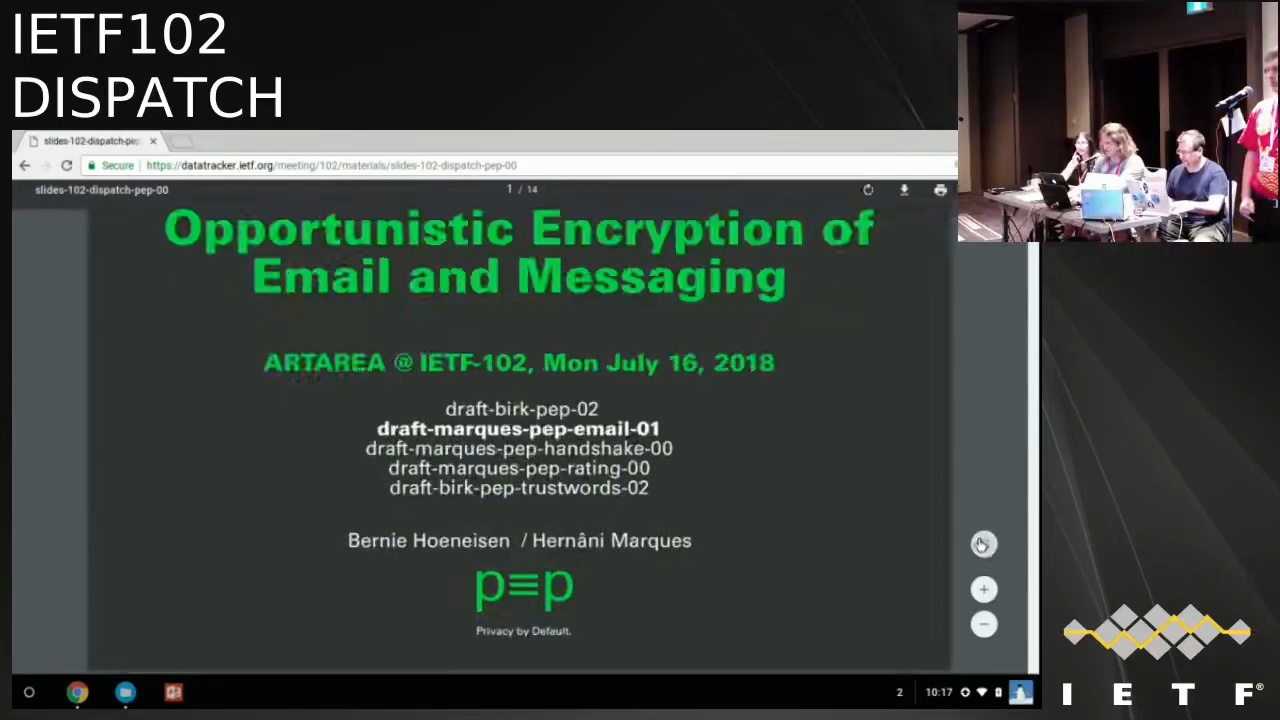 IETF102
DISPATCH
slides-102-dispatch-pep
Secure https://datatracker.ietf.org/meeting/102/materials/slides-102-dispatch-pep-00
slides-102-dispatch-pep-00
1 / 14
Opportunistic Encryption of
Email and Messaging
ARTAREA @ IETF-102, Mon July 16, 2018
draft-birk-pep-02
draft-marques-pep-email-01
draft-marques-pep-handshake-00
draft-marques-pep-rating-00
draft-birk-pep-trustwords-02
Bernie Hoeneisen / Hernâni Marques
p≡p
Privacy by Default.
2 10:17
I E T F®